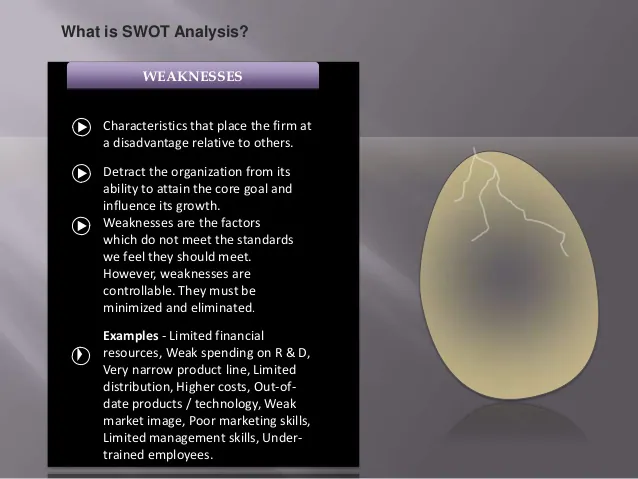 What is SWOT Analysis?
WEAKNESSES
Characteristics that place the firm at
a disadvantage relative to others.
Detract the organization from its
ability to attain the core goal and
influence its growth.
Weaknesses are the factors
which do not meet the standards
we feel they should meet.
However, weaknesses are
controllable. They must be
minimized and eliminated.
Examples - Limited financial
resources, Weak spending on R & D,
Very narrow product line, Limited
distribution, Higher costs, Out-of-
date products / technology, Weak
market image, Poor marketing skills,
Limited management skills, Under-
trained employees.